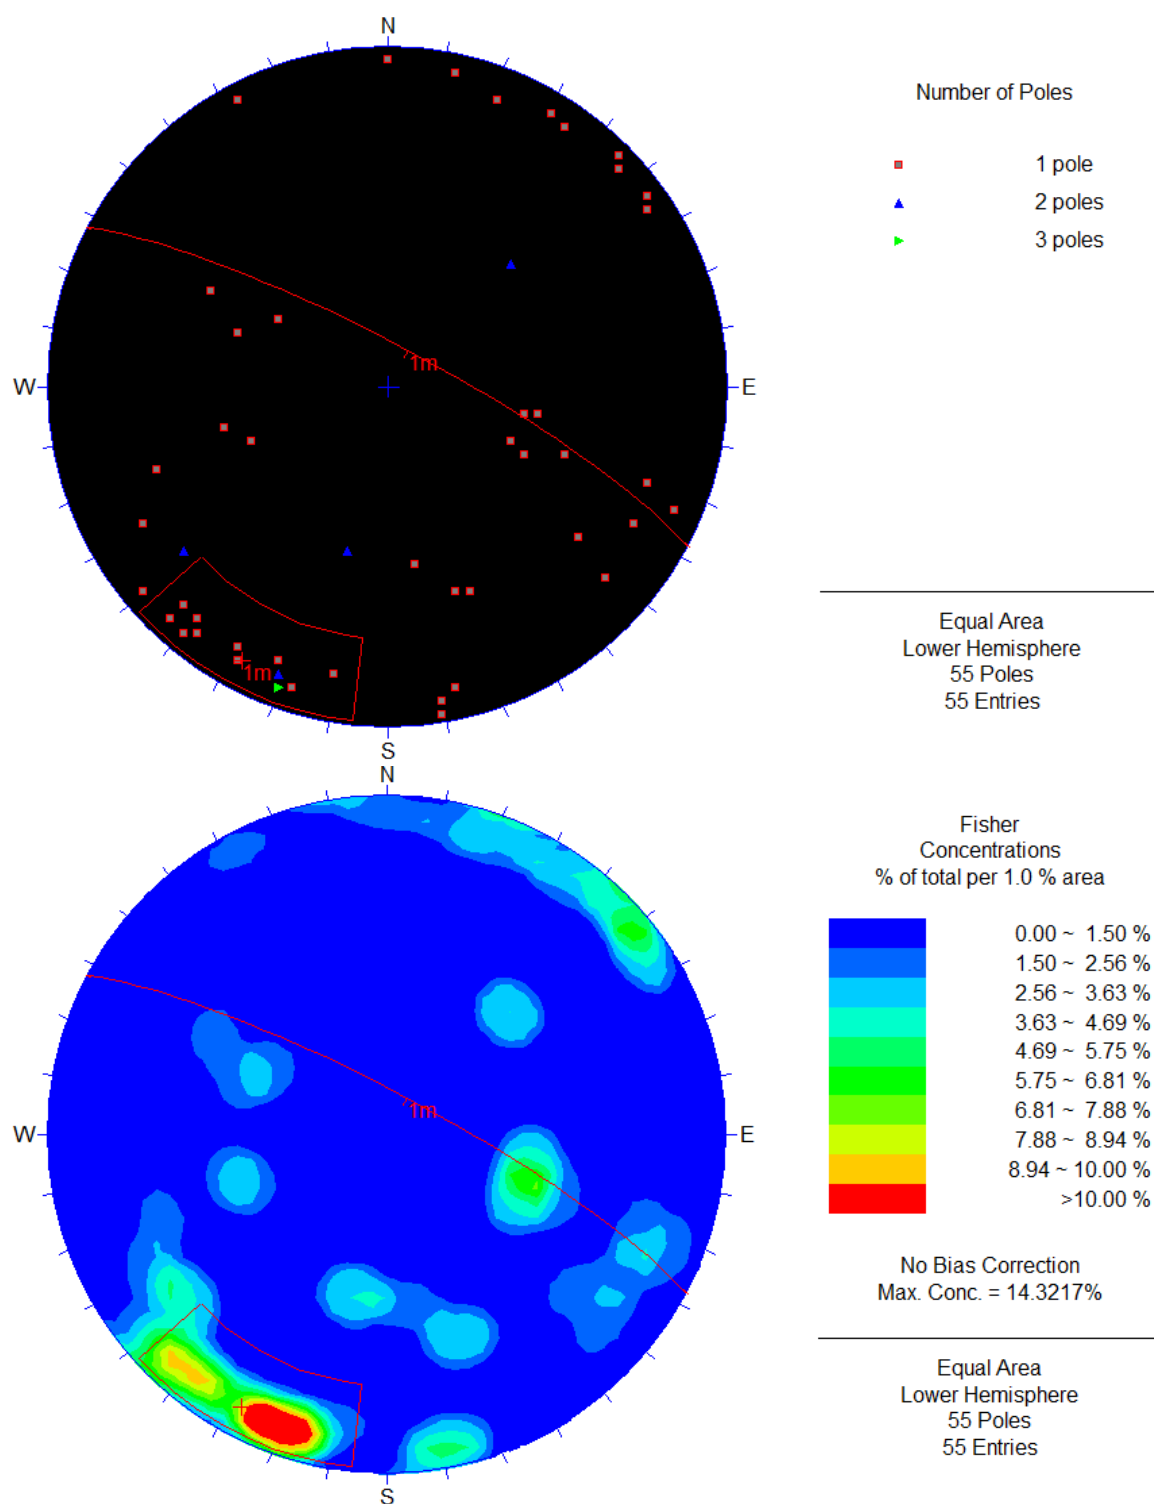 N
W
E
S
1m
1m
Number of Poles
1 pole
2 poles
3 poles
Equal Area
Lower Hemisphere
55 Poles
55 Entries
N
W
E
S
1m
Fisher
Concentrations
% of total per 1.0 % area
0.00 ~ 1.50 %
1.50 ~ 2.56 %
2.56 ~ 3.63 %
3.63 ~ 4.69 %
4.69 ~ 5.75 %
5.75 ~ 6.81 %
6.81 ~ 7.88 %
7.88 ~ 8.94 %
8.94 ~ 10.00 %
>10.00 %
No Bias Correction
Max. Conc. = 14.3217%
Equal Area
Lower Hemisphere
55 Poles
55 Entries